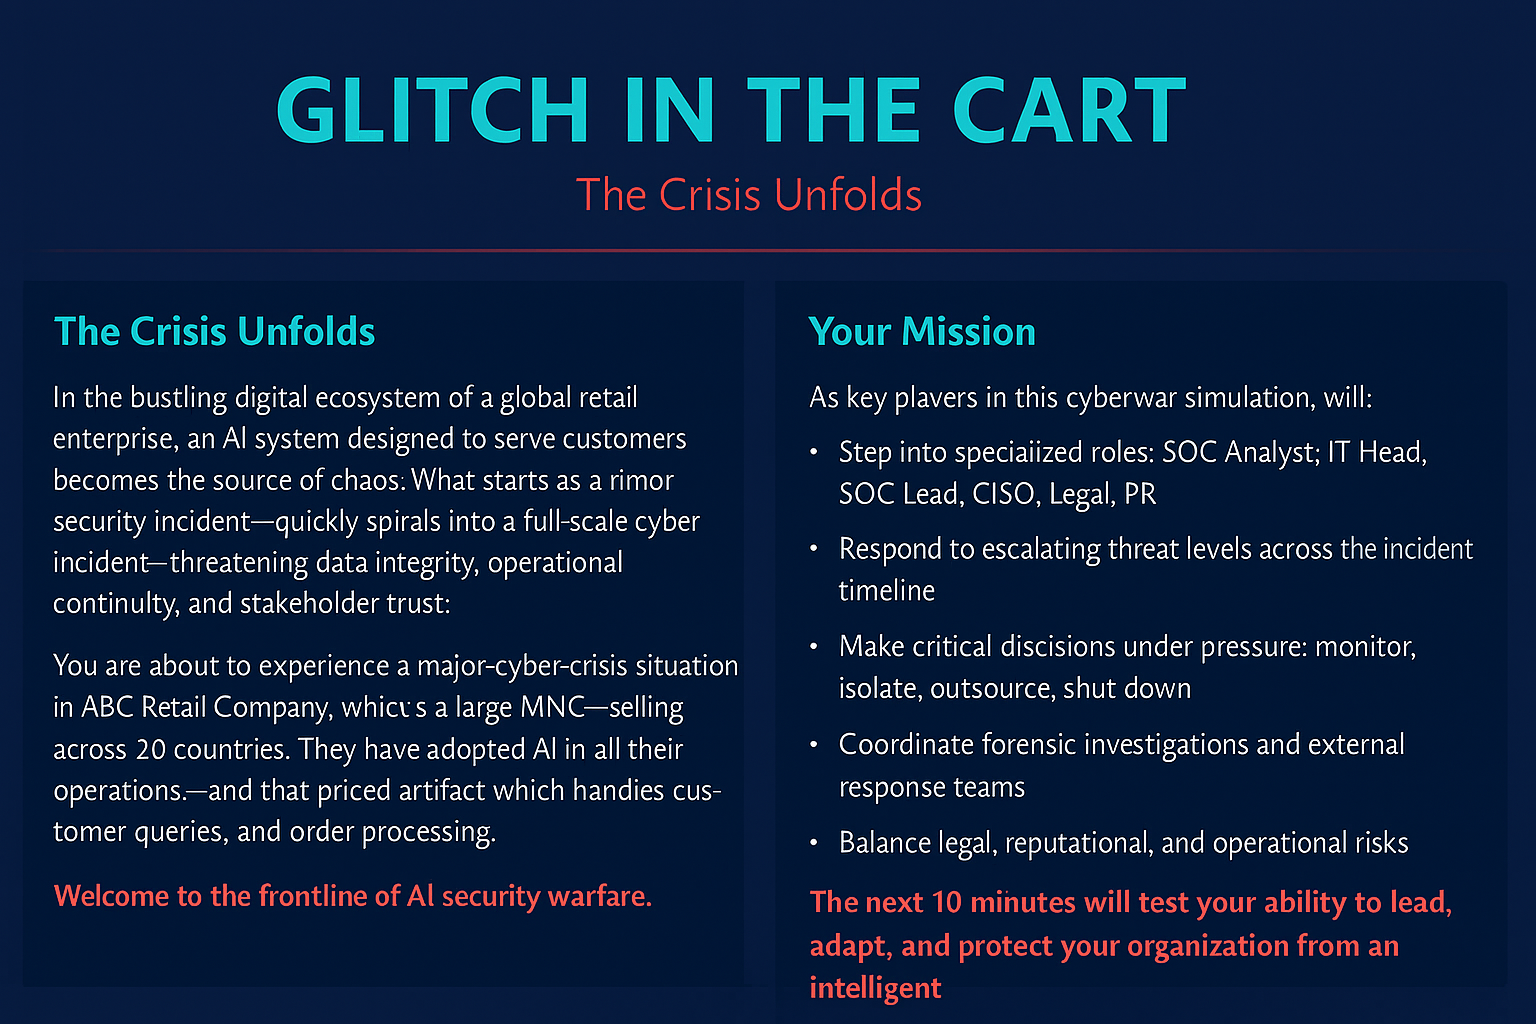 GLITCH IN THE CART
The Crisis Unfolds
The Crisis Unfolds
In the bustling digital ecosystem of a global retail
enterprise, an AI system designed to serve customers
becomes the source of chaos: What starts as a rimor
security incident—quickly spirals into a full-scale cyber
incident—threatening data integrity, operational
continulty, and stakeholder trust:
You are about to experience a major-cyber-crisis situation
in ABC Retail Company, a large MNC—selling
across 20 countries. They have adopted AI in all their
operations.—and that priced artifact which handies cus-
tomer queries, and order processing.
Welcome to the frontline of AI security warfare.
Your Mission
As key plavers in this cyberwar simulation, will:
• Step into speciaiized roles: SOC Analyst; IT Head,
SOC Lead, CISO, Legal, PR
• Respond to escalating threat levels across the incident
timeline
• Make critical discisions under pressure: monitor,
isolate, outsource, shut down
• Coordinate forensic investigations and external
response teams
• Balance legal, reputational, and operational risks
The next 10 minutes will test your ability to lead,
adapt, and protect your organization from an
intelligent